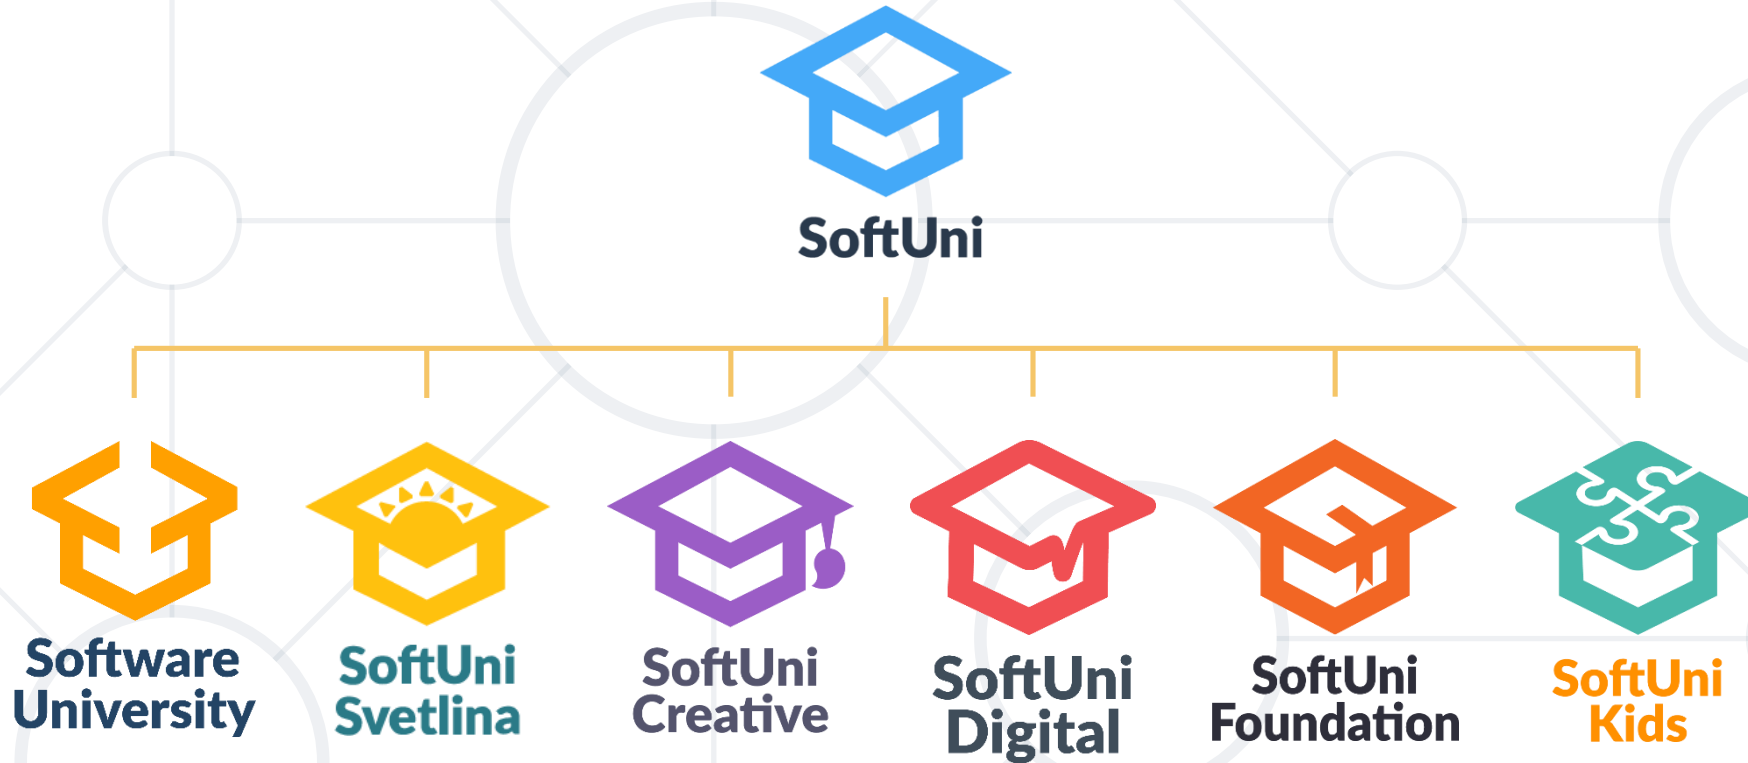 SoftUni
Software
University
SoftUni
Svetlina
SoftUni
Creative
SoftUni
Digital
SoftUni
Foundation
SoftUni
Kids